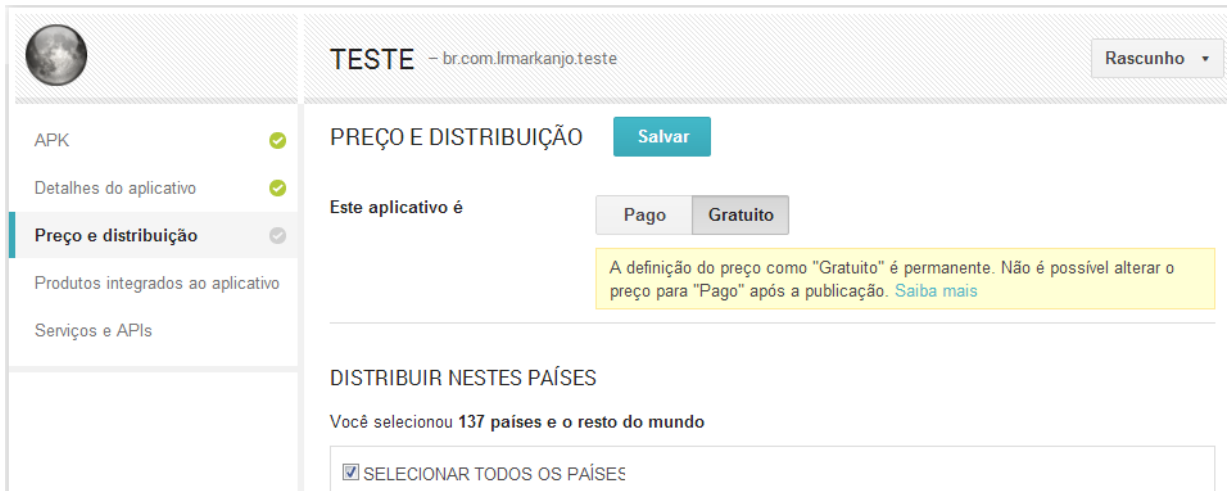 TESTE – br.com.lrmarkanjo.teste
Rascunho
APK
Detalhes do aplicativo
Preço e distribuição
Produtos integrados ao aplicativo
Serviços e APIs
PREÇO E DISTRIBUIÇÃO
Salvar
Este aplicativo é
Pago
Gratuito
A definição do preço como "Gratuito" é permanente. Não é possível alterar o
preço para "Pago" após a publicação. Saiba mais
DISTRIBUIR NESTES PAÍSES
Você selecionou 137 países e o resto do mundo
SELECIONAR TODOS OS PAÍSES